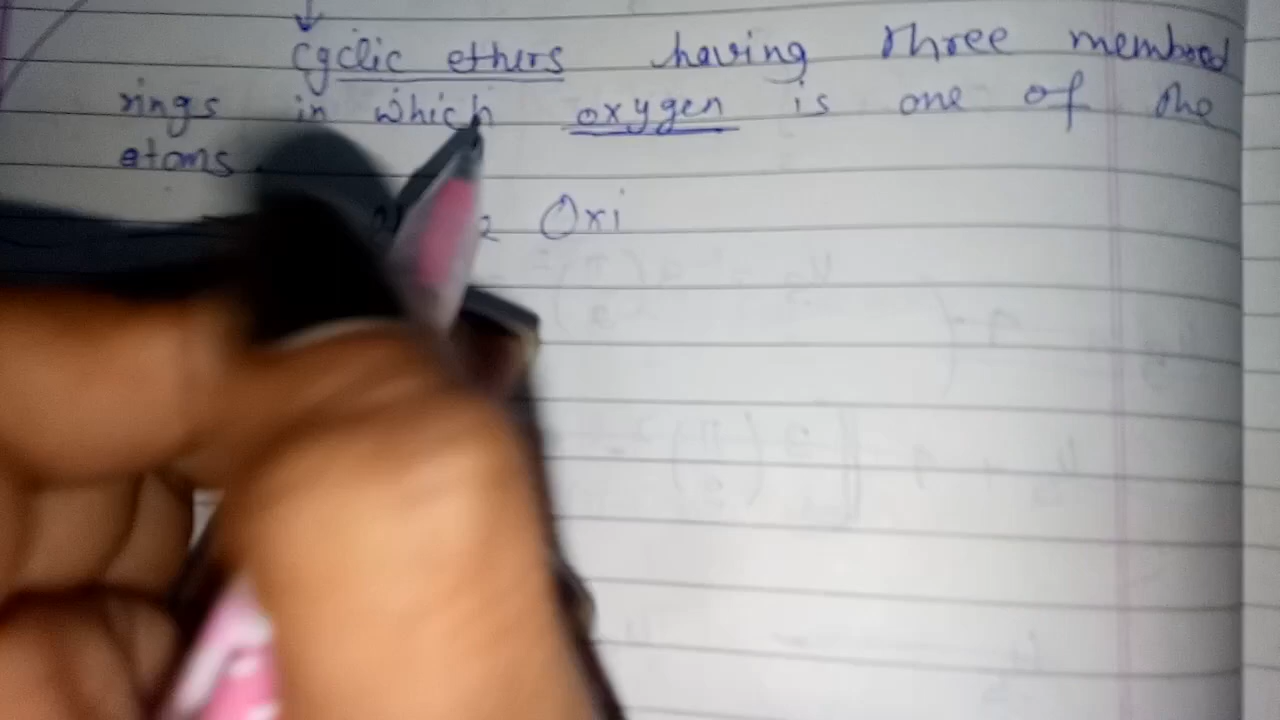 Cyclic ethers having three membered
rings in which oxygen is one of the
atoms.
Oxi